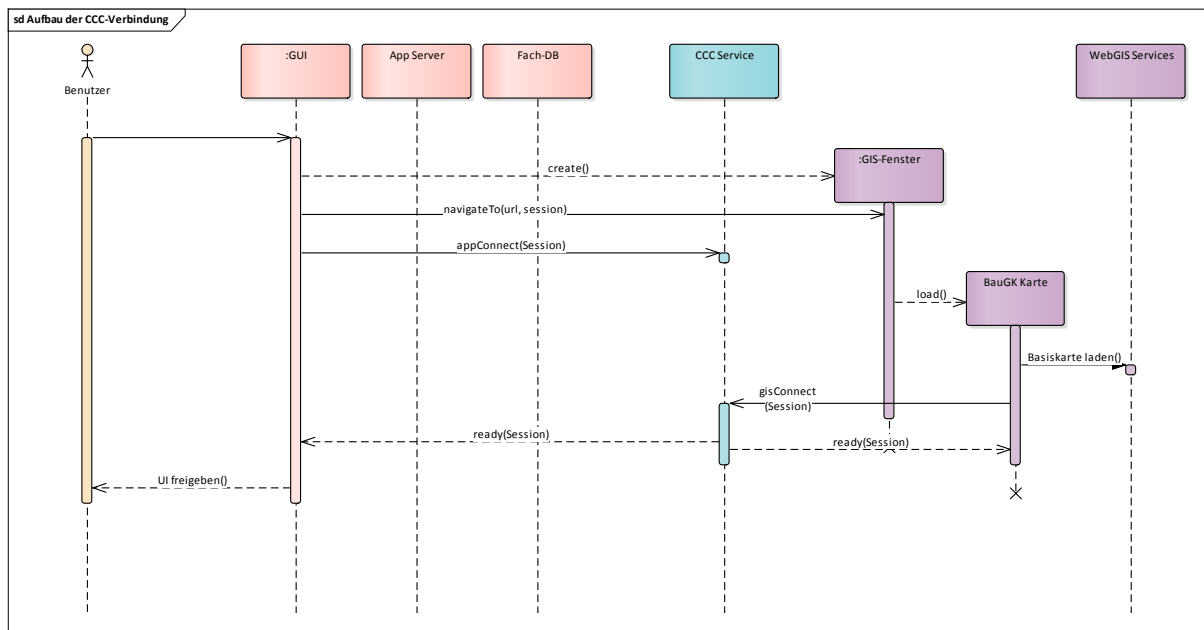 sd Aufbau der CCC-Verbindung
Benutzer
:GUI
App Server
Fach-DB
CCC Service
WebGIS Services
:GIS-Fenster
create()
navigateTo(url, session)
appConnect(Session)
BauGK Karte
load()
Basiskarte laden()
gisConnect
(Session)
ready(Session)
ready(Session)
UI freigeben()